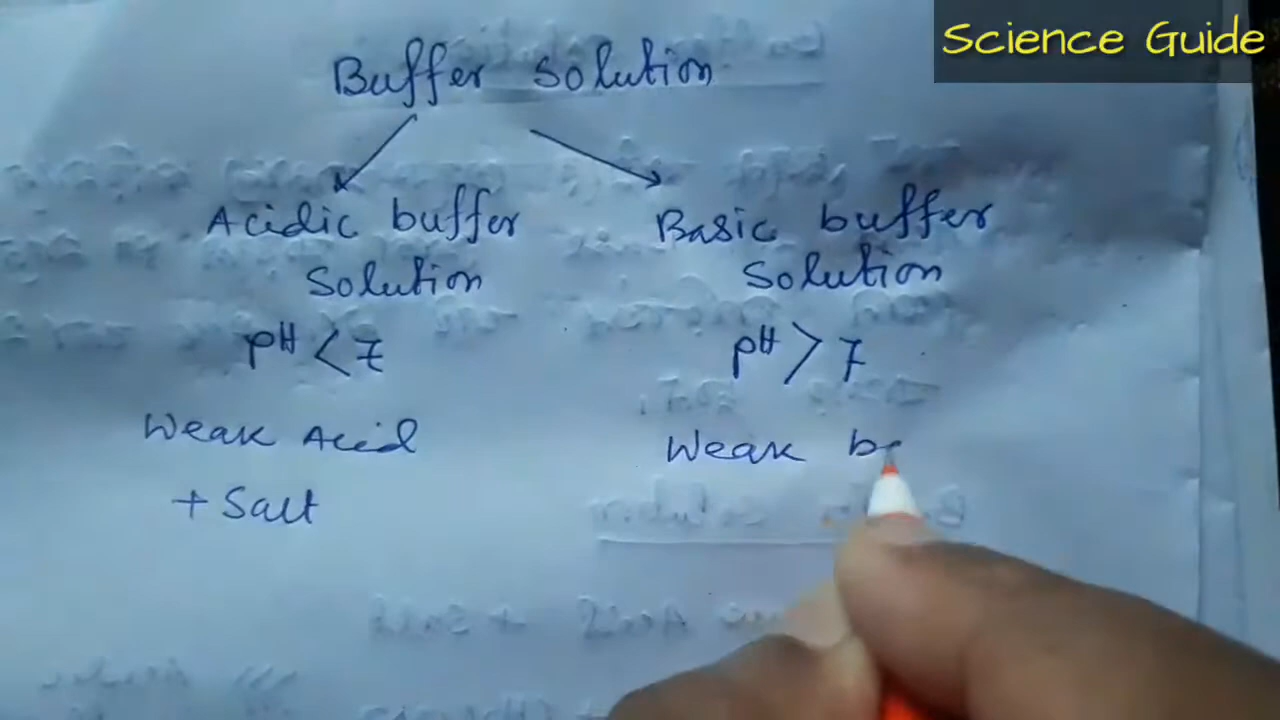 Science Guide
Buffer Solution
Acidic buffer
Solution
Basic buffer
Solution
pH < 7
pH > 7
Weak Acid
+ Salt
Weak